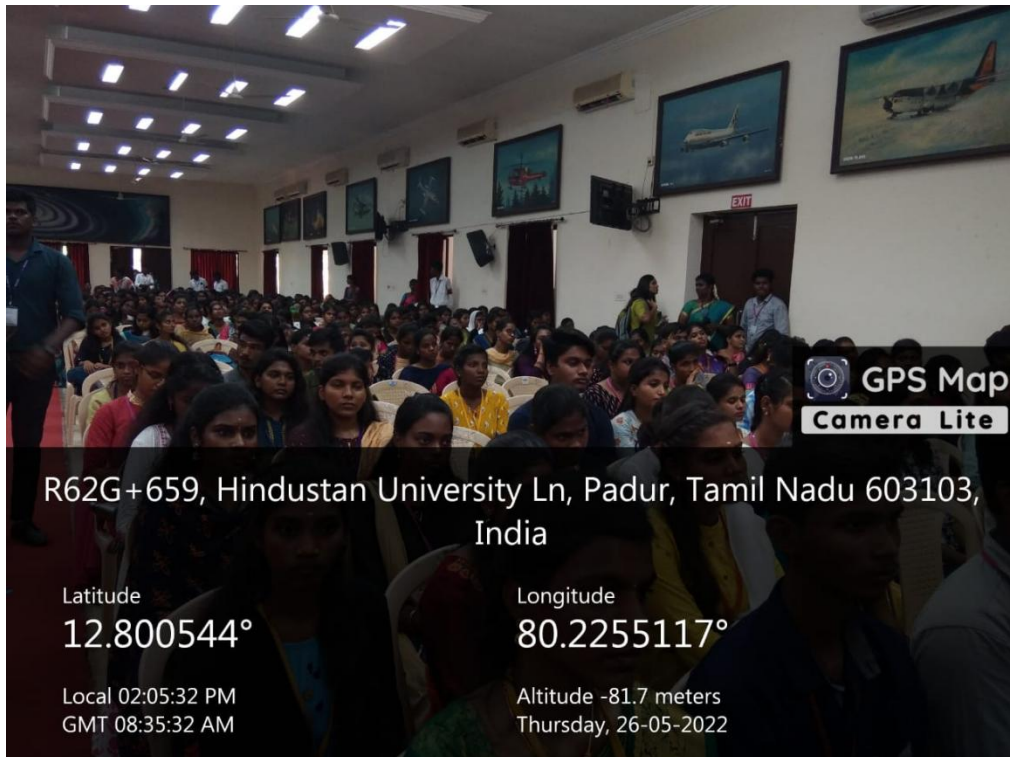 EXIT
GPS Map
Camera Lite
R62G+659, Hindustan University Ln, Padur, Tamil Nadu 603103,
India
Latitude
12.800544°
Longitude
80.2255117°
Local 02:05:32 PM
GMT 08:35:32 AM
Altitude -81.7 meters
Thursday, 26-05-2022